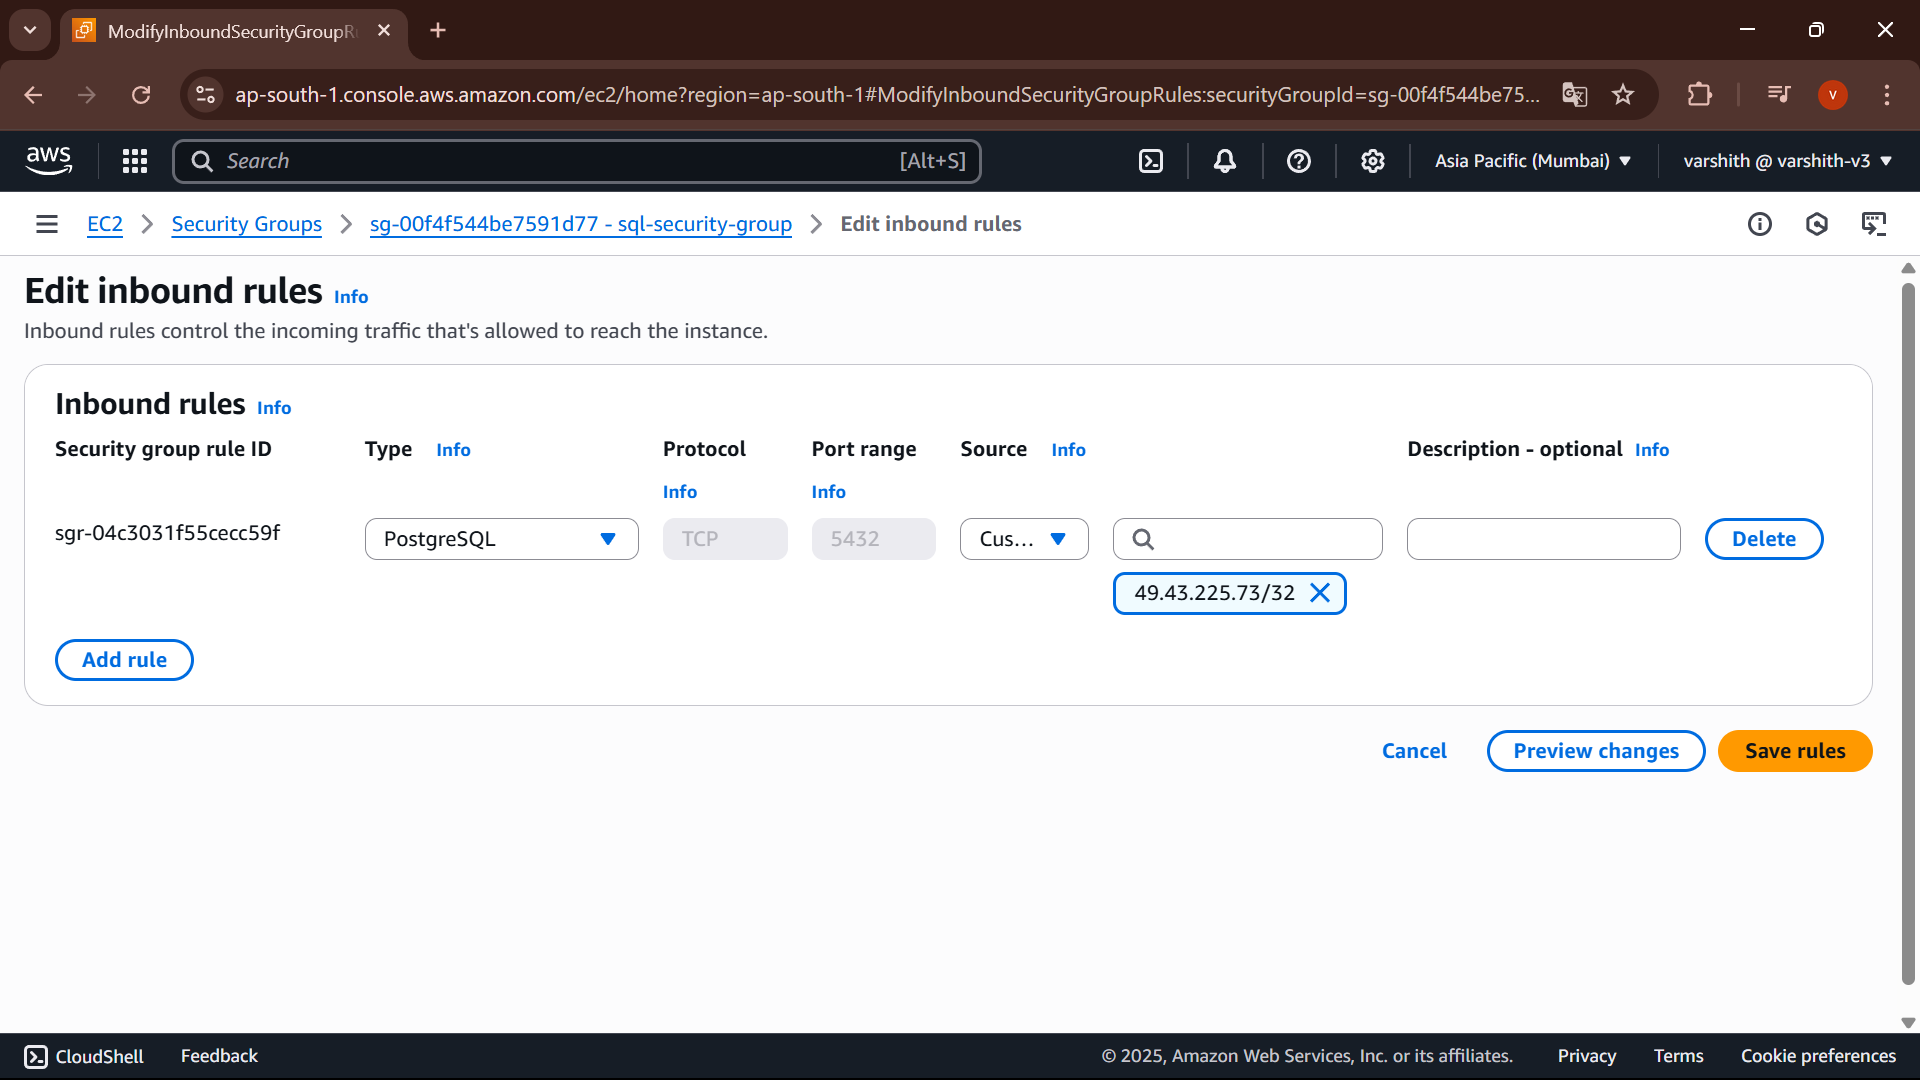 ModifyInboundSecurityGroupR
ap-south-1.console.aws.amazon.com/ec2/home?region=ap-south-1#ModifyInboundSecurityGroupRules:securityGroupId=sg-00f4f544be75...
V
aws
Search
[Alt+S]
Asia Pacific (Mumbai)
varshith @ varshith-v3
EC2
Security Groups
sg-00f4f544be7591d77 - sql-security-group
Edit inbound rules
Edit inbound rules Info
Inbound rules control the incoming traffic that's allowed to reach the instance.
Inbound rules Info
Security group rule ID
Type Info
Protocol
Info
Port range
Info
Source Info
Description - optional Info
sgr-04c3031f55cecc59f
PostgreSQL
TCP
5432
Cus...
Delete
49.43.225.73/32
Add rule
Cancel
Preview changes
Save rules
CloudShell
Feedback
© 2025, Amazon Web Services, Inc. or its affiliates.
Privacy
Terms
Cookie preferences